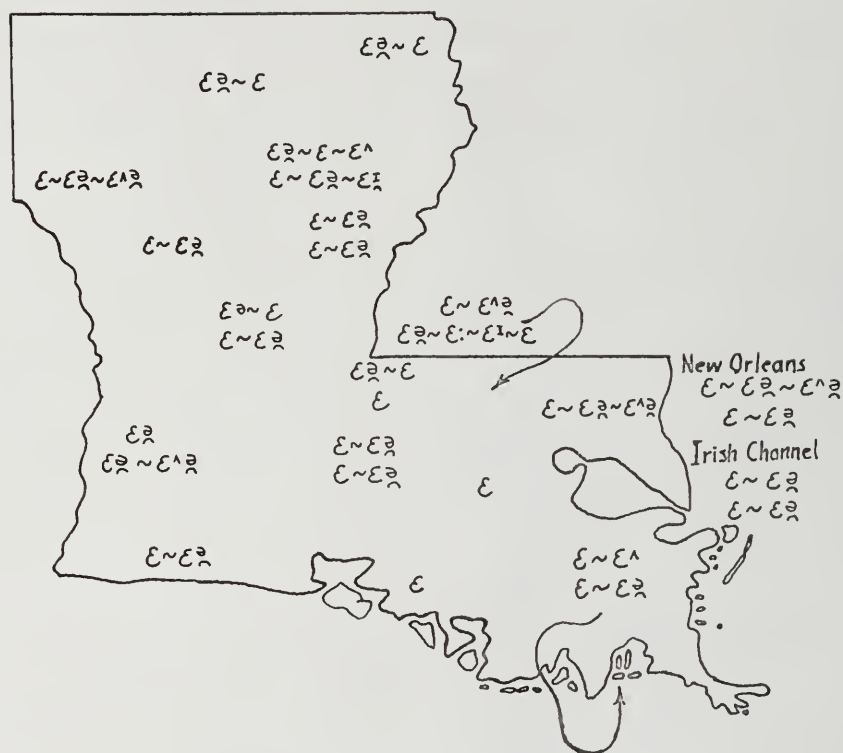 ɛə̯~ ɛ
ɛə̯~ ɛ
ɛə̯~ɛ~ɛ^
ɛ~ɛə̯~ɛ^ə̯
ɛ~ ɛə̯~ɛɪ̯
ɛ~ɛə̯
ɛ~ ɛə̯
ɛ~ɛə̯
ɛə~ ɛ
ɛ~ɛə̯
ɛ~ ɛ^ə̯
ɛə̯~ ɛ:~ɛɪ~ɛ
ɛə̯~ɛ
ɛ
New Orleans
ɛ~ ɛə̯~ɛ^ə̯
ɛ~ɛə̯
ɛ~ ɛə̯~ɛ^ə̯
ɛə̯
ɛə̯ ~ɛ^ə̯
ɛ~ɛə̯
ɛ~ɛə̯
ɛ
Irish Channel
ɛ~ ɛə̯
ɛ~ ɛə̯
ɛ~ɛə̯
ɛ
ɛ~ɛ^
ɛ~ɛə̯